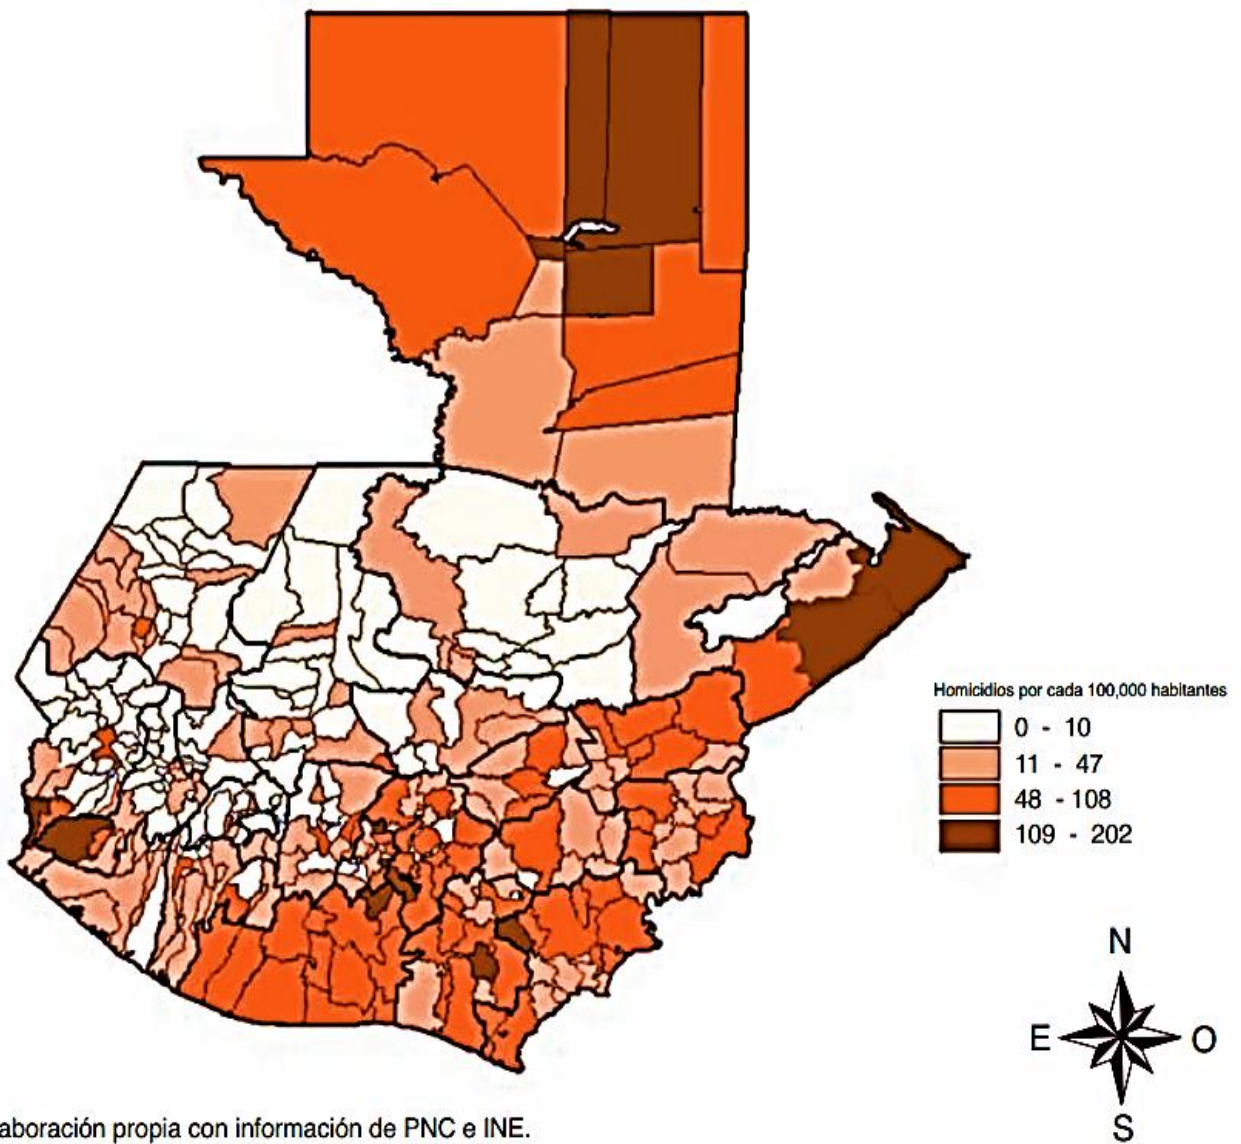 Homicidios por cada 100,000 habitantes
0 - 10
11 - 47
48 - 108
109 - 202
N
E O
S
aboración propia con información de PNC e INE.